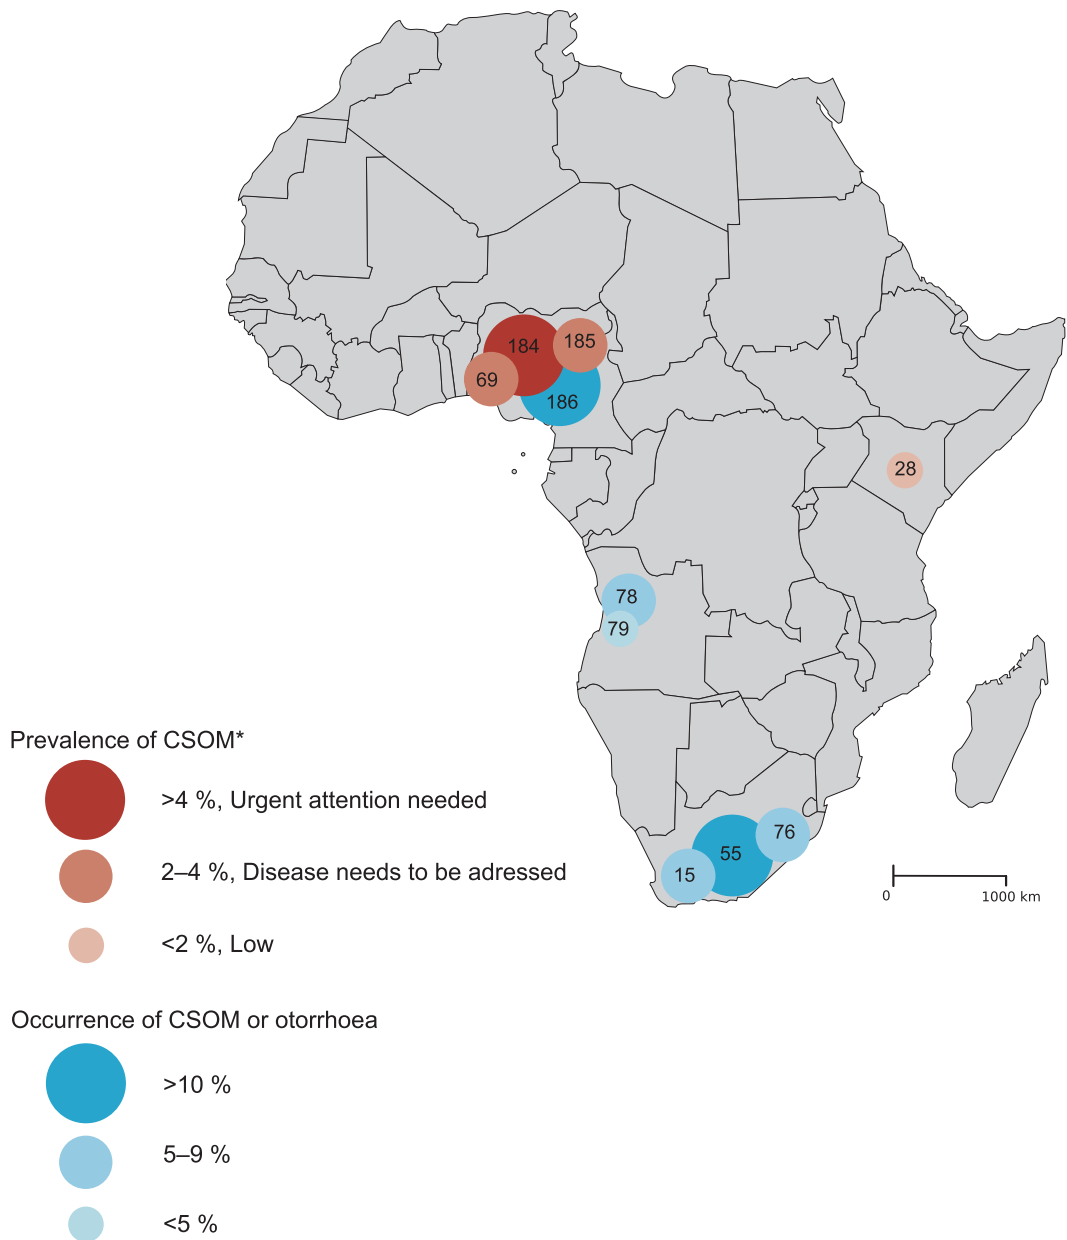 184
185
69
186
28
78
79
Prevalence of CSOM*
>4 %, Urgent attention needed
76
55
2–4 %, Disease needs to be adressed
15
0
1000 km
<2 %, Low
Occurrence of CSOM or otorrhoea
>10 %
5–9 %
<5 %